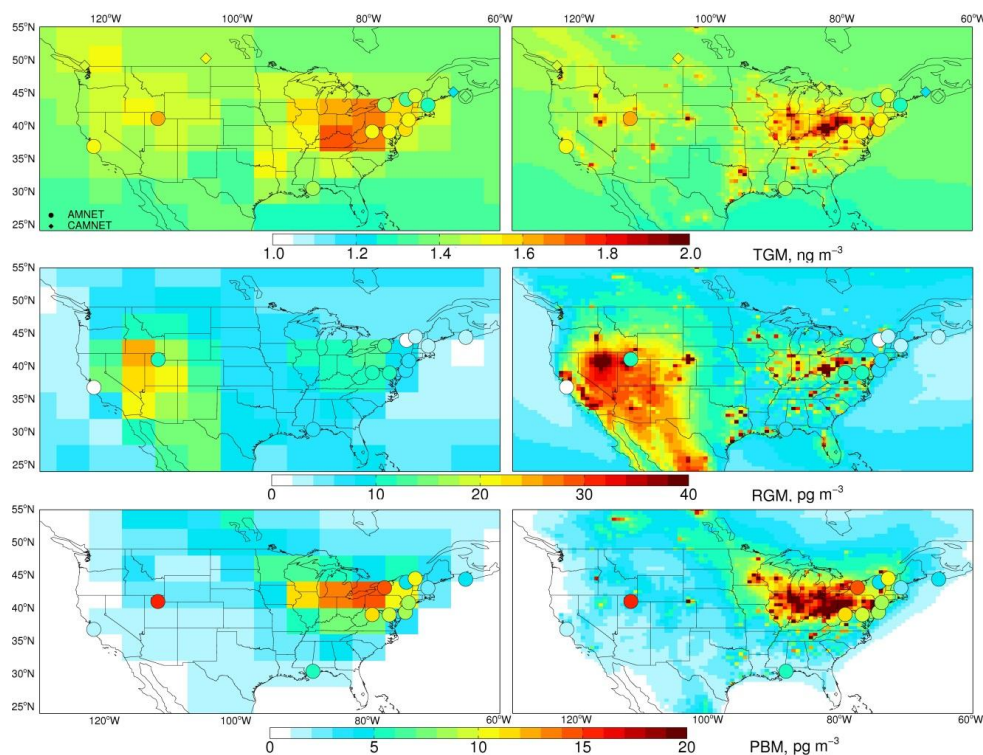 120°W 100°W 80°W 60°W 120°W 100°W 80°W 60°W
55°N
50°N
45°N
40°N
35°N
30°N
25°N
AMNET
CAMNET
1.0 1.2 1.4 1.6 1.8 2.0 TGM, ng m⁻³
55°N
50°N
45°N
40°N
35°N
30°N
25°N
0 10 20 30 40 RGM, pg m⁻³
55°N
50°N
45°N
40°N
35°N
30°N
25°N
120°W 100°W 80°W 60°W 120°W 100°W 80°W 60°W
0 5 10 15 20 PBM, pg m⁻³